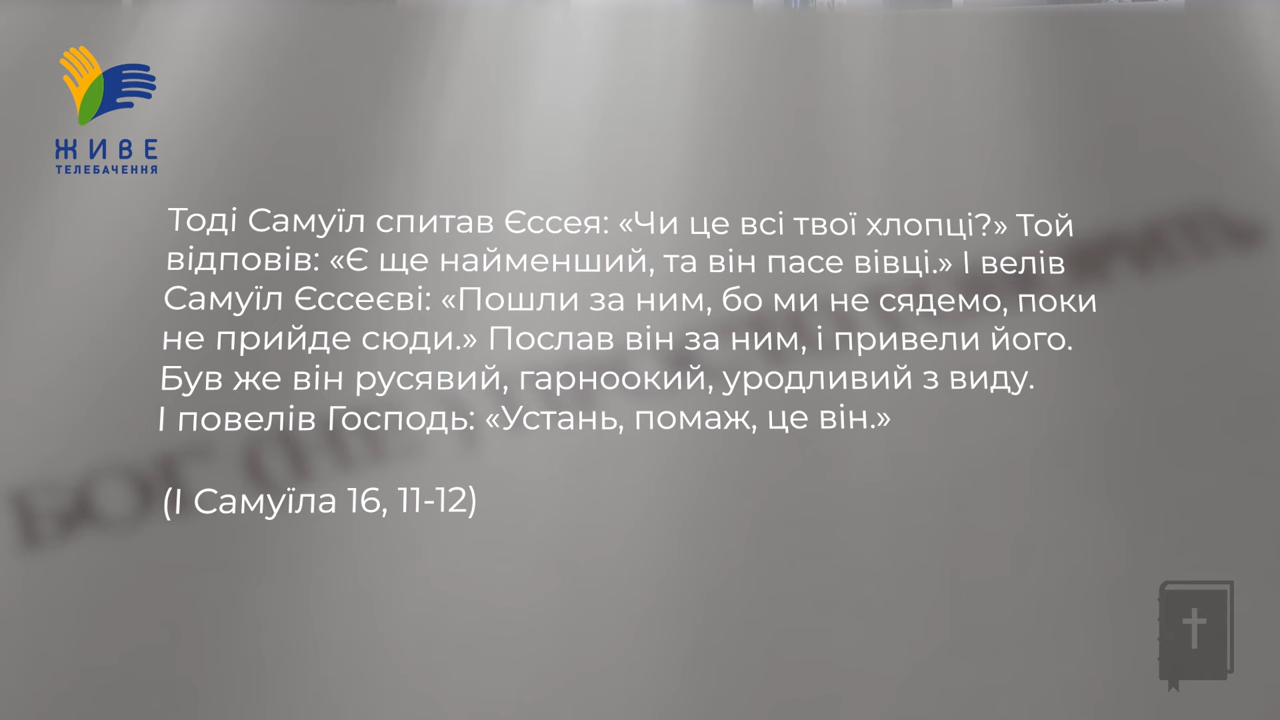 ЖИВЕ
ТЕЛЕБАЧЕННЯ
Тоді Самуїл спитав Єссея: «Чи це всі твої хлопці?» Той
відповів: «Є ще найменший, та він пасе вівці.» І велів
Самуїл Єссеєві: «Пошли за ним, бо ми не сядемо, поки
не прийде сюди.» Послав він за ним, і привели його.
Був же він русявий, гарноокий, уродливий з виду.
І повелів Господь: «Устань, помаж, це він.»
(І Самуїла 16, 11-12)
БОГ